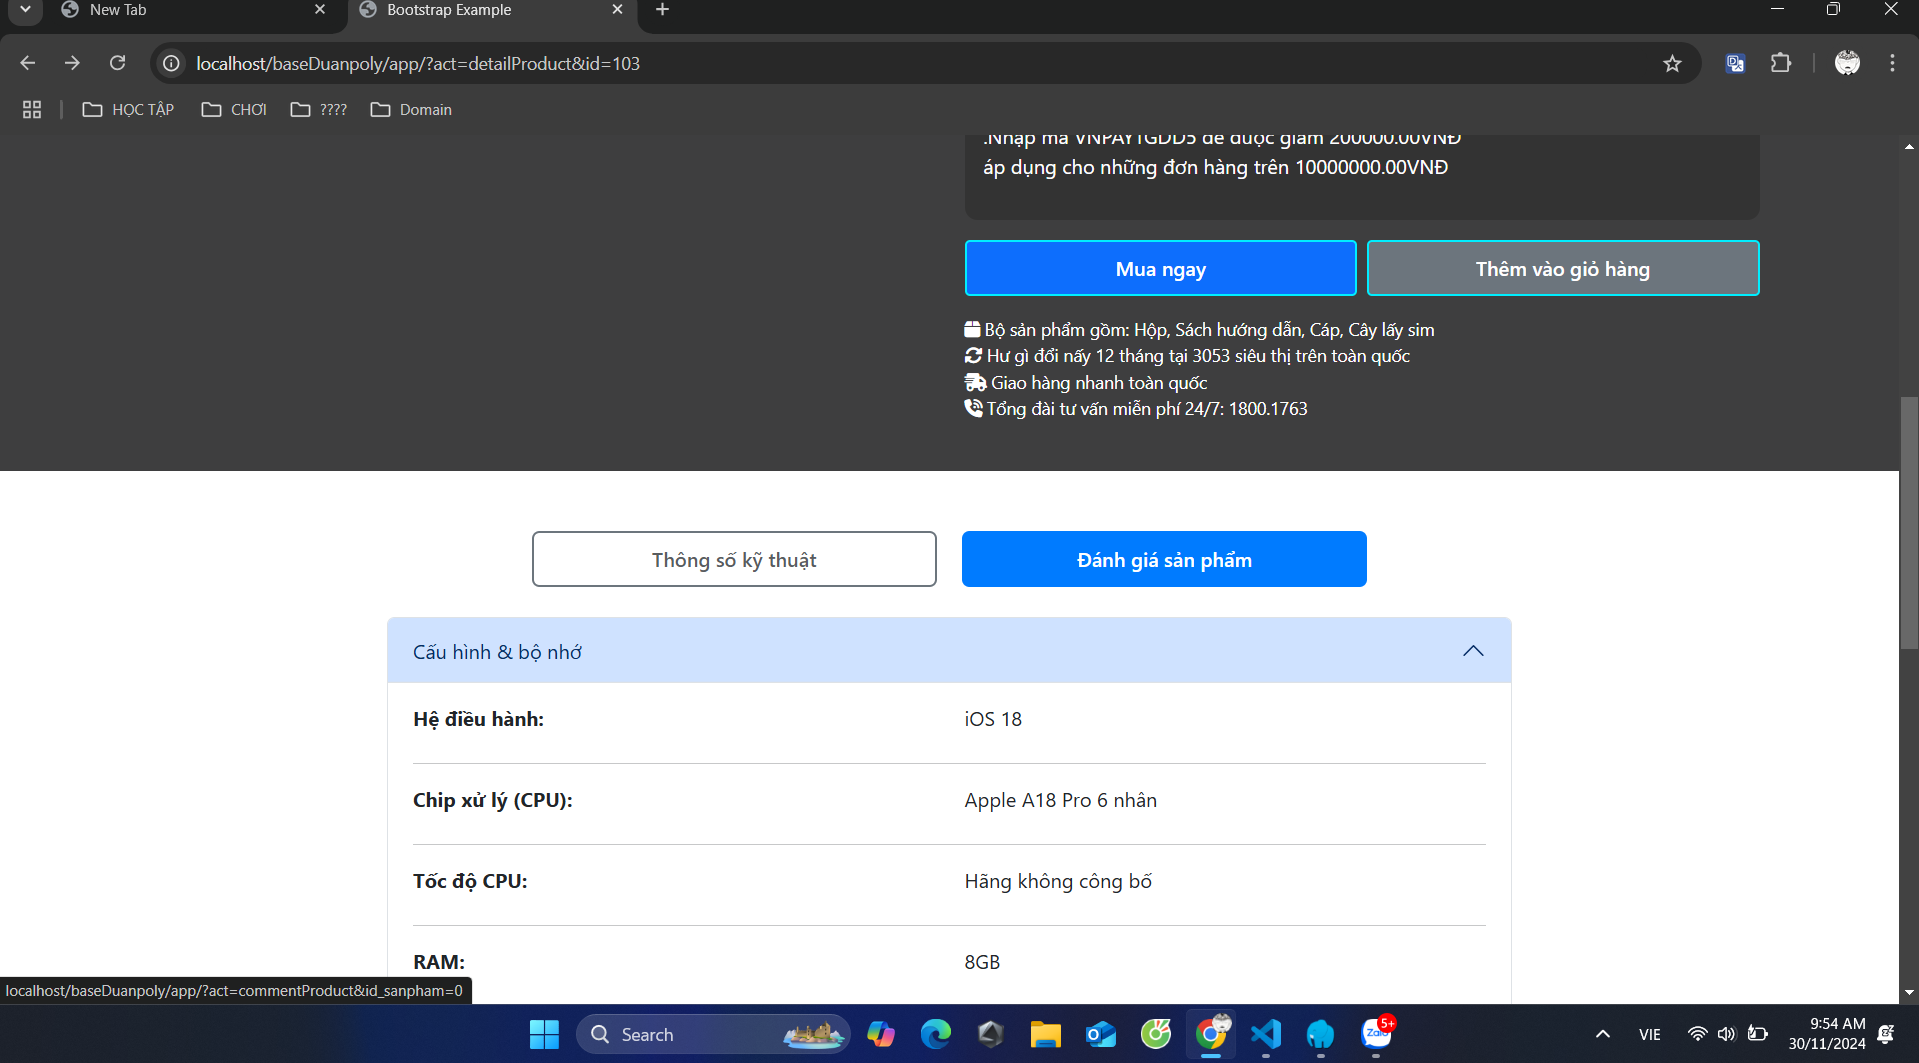 New Tab
Bootstrap Example
localhost/baseDuanpoly/app/?act=detailProduct&id=103
HỌC TẬP
CHƠI
????
Domain
.Nhập mã VNPAYTGDD5 để được giảm 200000.00VNĐ
áp dụng cho những đơn hàng trên 10000000.00VNĐ
Mua ngay
Thêm vào giỏ hàng
Bộ sản phẩm gồm: Hộp, Sách hướng dẫn, Cáp, Cây lấy sim
Hư gì đổi nấy 12 tháng tại 3053 siêu thị trên toàn quốc
Giao hàng nhanh toàn quốc
Tổng đài tư vấn miễn phí 24/7: 1800.1763
Thông số kỹ thuật
Đánh giá sản phẩm
Cấu hình & bộ nhớ
Hệ điều hành:
iOS 18
Chip xử lý (CPU):
Apple A18 Pro 6 nhân
Tốc độ CPU:
Hãng không công bố
RAM:
8GB
localhost/baseDuanpoly/app/?act=commentProduct&id_sanpham=0
Search
Zalo
5+
VIE
9:54 AM
30/11/2024